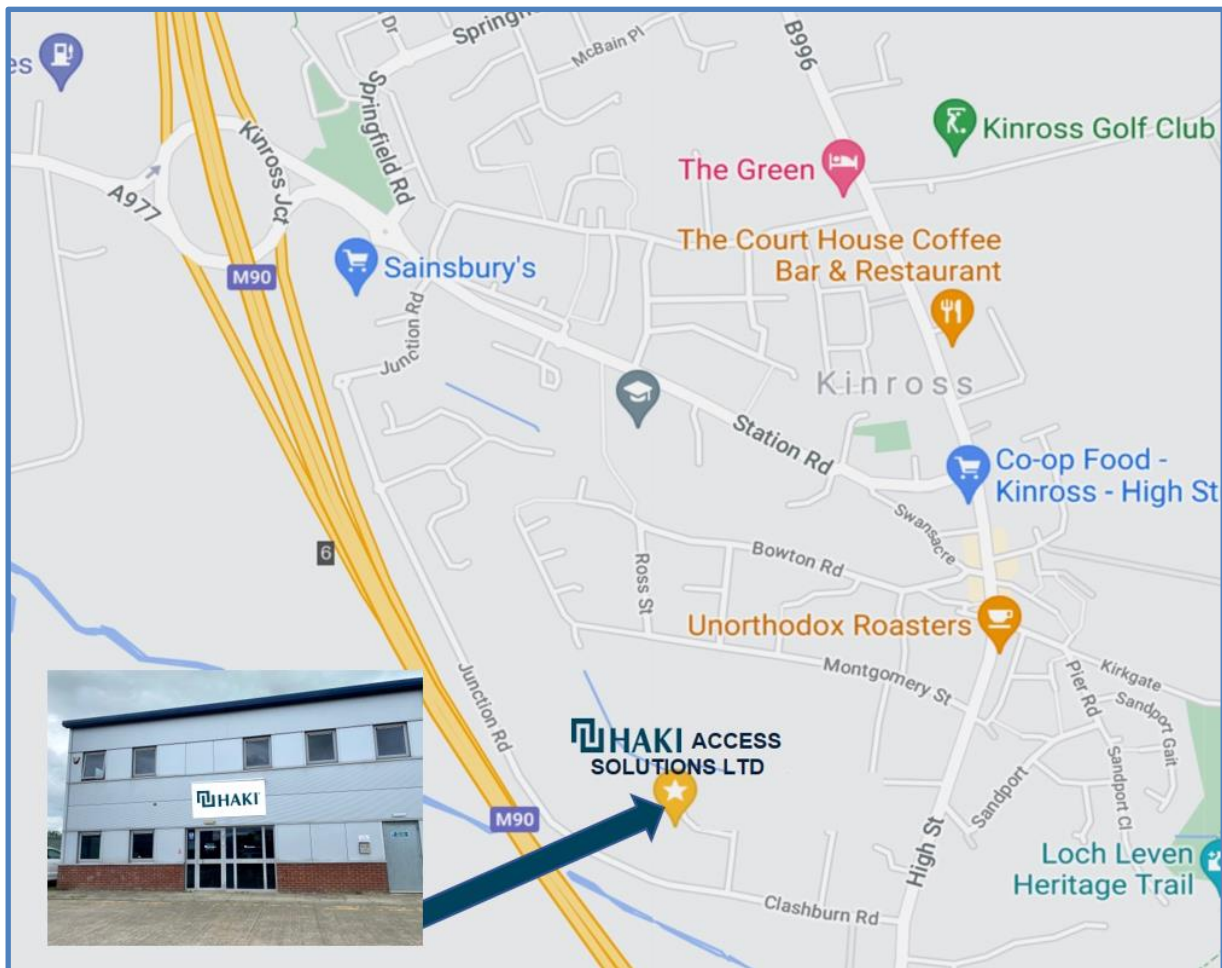 es
Dr
Springfield
McBain Pl
B996
Springfield Rd
Kinross Jct
A977
Kinross Golf Club
The Green
M90
Sainsbury's
The Court House Coffee
Bar & Restaurant
Junction Rd
Kinross
Station Rd
Co-op Food -
Kinross - High St
Swansacre
6
Bowton Rd
Ross St
Unorthodox Roasters
Montgomery St
Kirkgate
Pier Rd
Sandport Gait
Junction Rd
HAKI ACCESS
SOLUTIONS LTD
Sandport
Sandport Cl
HAKI
M90
High St
Loch Leven
Heritage Trail
Clashburn Rd